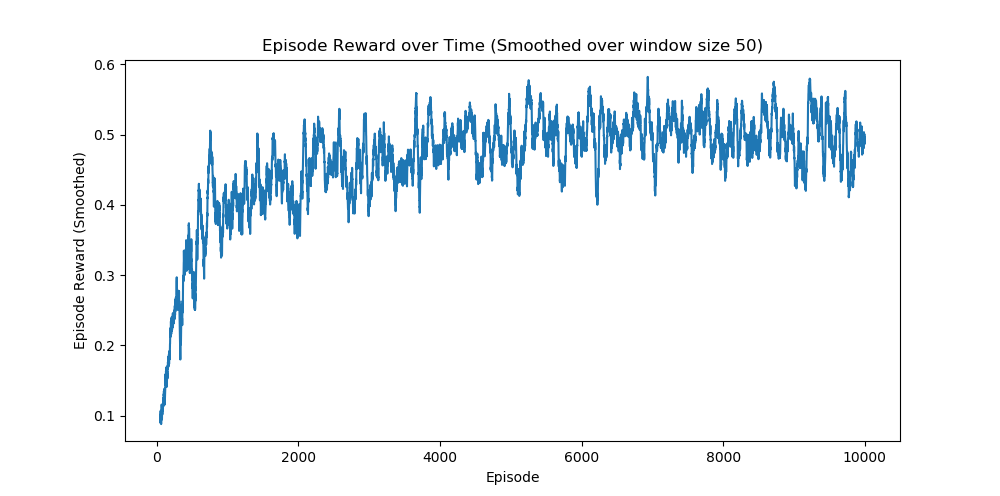 Episode Reward over Time (Smoothed over window size 50)
Episode Reward (Smoothed)
0.6
0.5
0.4
0.3
0.2
0.1
0 2000 4000 6000 8000 10000
Episode